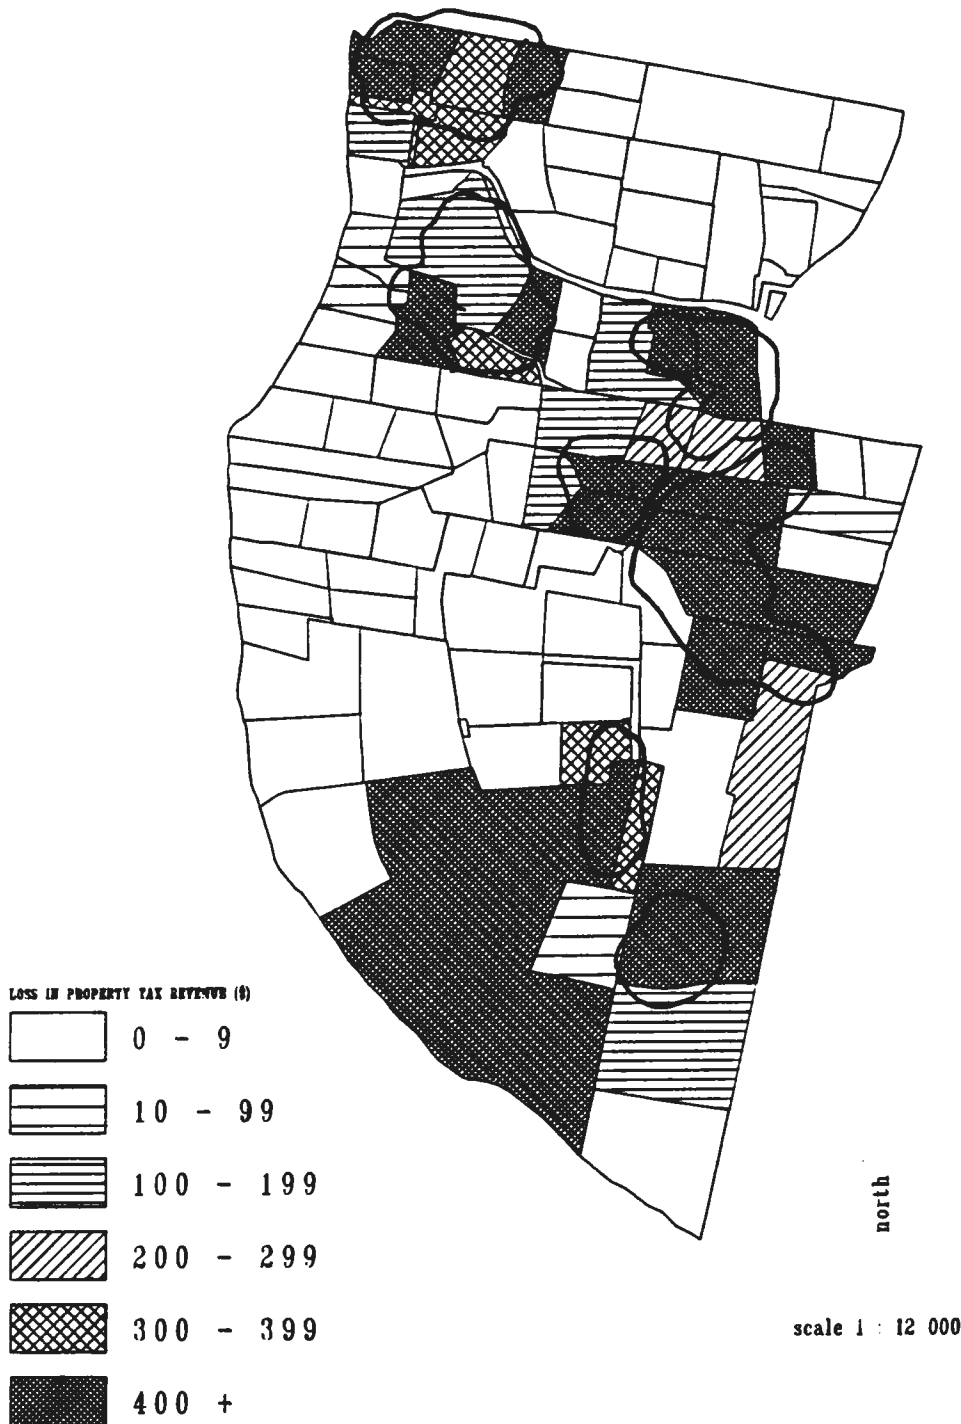 LOSS IN PROPERTY TAX REVENUE ($)
0 - 9
10 - 99
100 - 199
200 - 299
300 - 399
400 +
north
scale 1 : 12 000